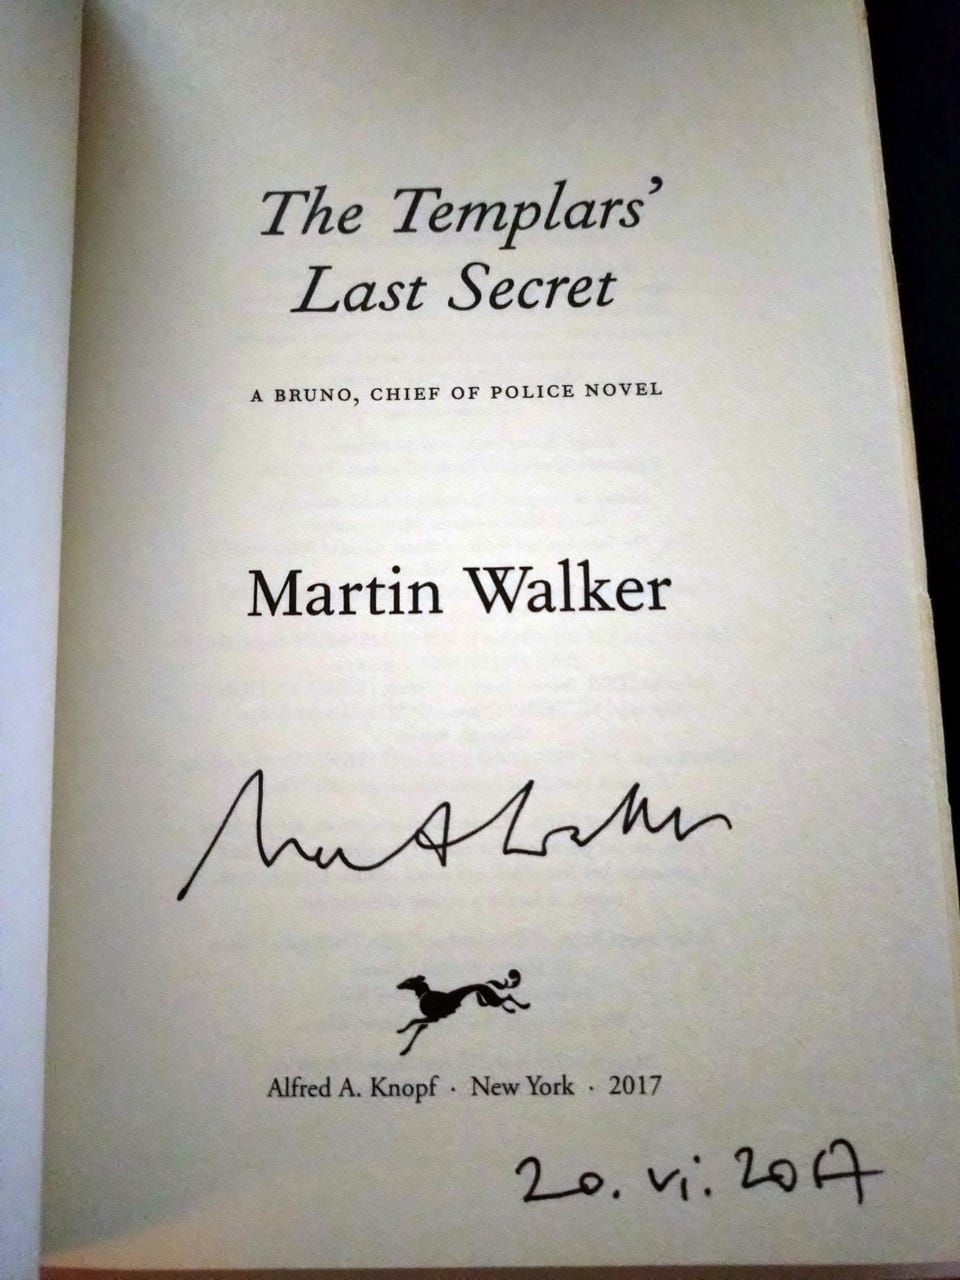 The Templars’
Last Secret
A BRUNO, CHIEF OF POLICE NOVEL
Martin Walker
Alfred A. Knopf · New York · 2017
20. vi. 2017